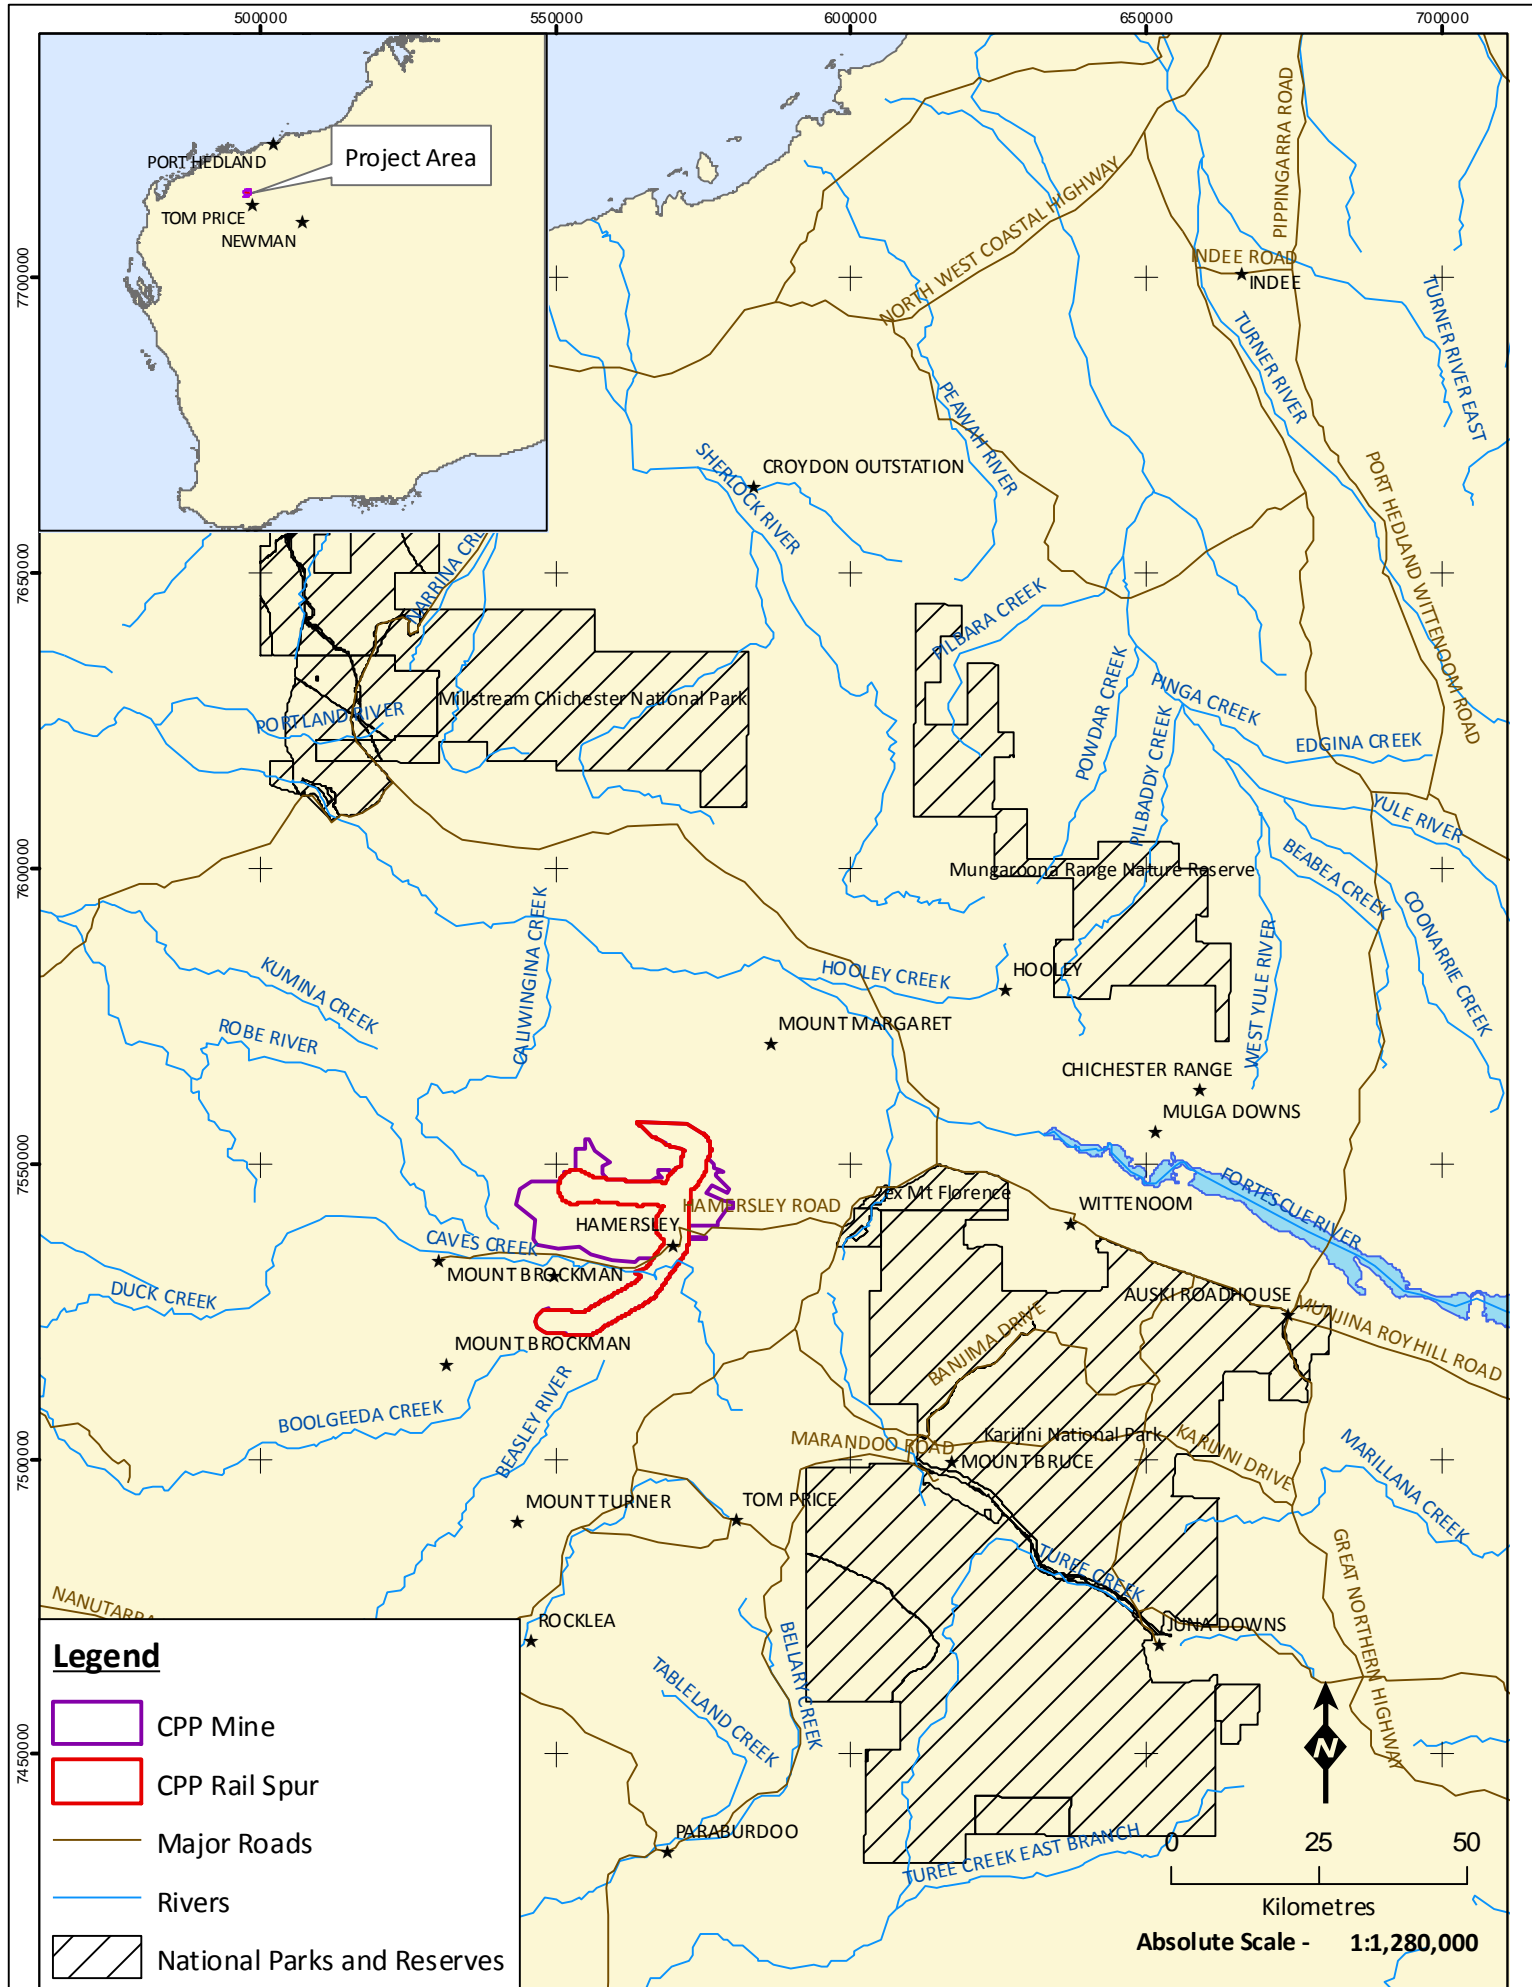 500000
550000
600000
650000
700000
PORT HEDLAND
Project Area
TOM PRICE
NEWMAN
7700000
7650000
7600000
7550000
7500000
7450000
PIPPINGARRA ROAD
NORTH WEST COASTAL HIGHWAY
INDEE ROAD
INDEE
TURNER RIVER
TURNER RIVER EAST
PEAWAH RIVER
SHERLOCK RIVER
CROYDON OUTSTATION
PORT HEDLAND WITTENOOM ROAD
PILBARA CREEK
Millstream Chichester National Park
PORTLAND RIVER
POWDAR CREEK
PILBADDY CREEK
PINGA CREEK
EDGINA CREEK
YULE RIVER
BEABEA CREEK
COONARRIE CREEK
Mungaroona Range Nature Reserve
WEST YULE RIVER
KUMINA CREEK
ROBE RIVER
CALIWINGINA CREEK
HOOLEY CREEK
HOOLEY
MOUNT MARGARET
CHICHESTER RANGE
MULGA DOWNS
FORTESCUE RIVER
ex Mt Florence
WITTENOOM
HAMERSLEY ROAD
HAMERSLEY
CAVES CREEK
MOUNT BROCKMAN
DUCK CREEK
MOUNT BROCKMAN
AUSKI ROADHOUSE
MUNJINA ROY HILL ROAD
BANJIMA DRIVE
BOOLGEEDA CREEK
BEASLEY RIVER
MARANDOO ROAD
Karijini National Park
MOUNT BRUCE
KARIJINI DRIVE
MARILLANA CREEK
MOUNT TURNER
TOM PRICE
TUREE CREEK
JUNA DOWNS
GREAT NORTHERN HIGHWAY
ROCKLEA
TABLELAND CREEK
BELLARY CREEK
PARABURDOO
TUREE CREEK EAST BRANCH
Legend
CPP Mine
CPP Rail Spur
Major Roads
Rivers
National Parks and Reserves
N
0 25 50
Kilometres
Absolute Scale - 1:1,280,000